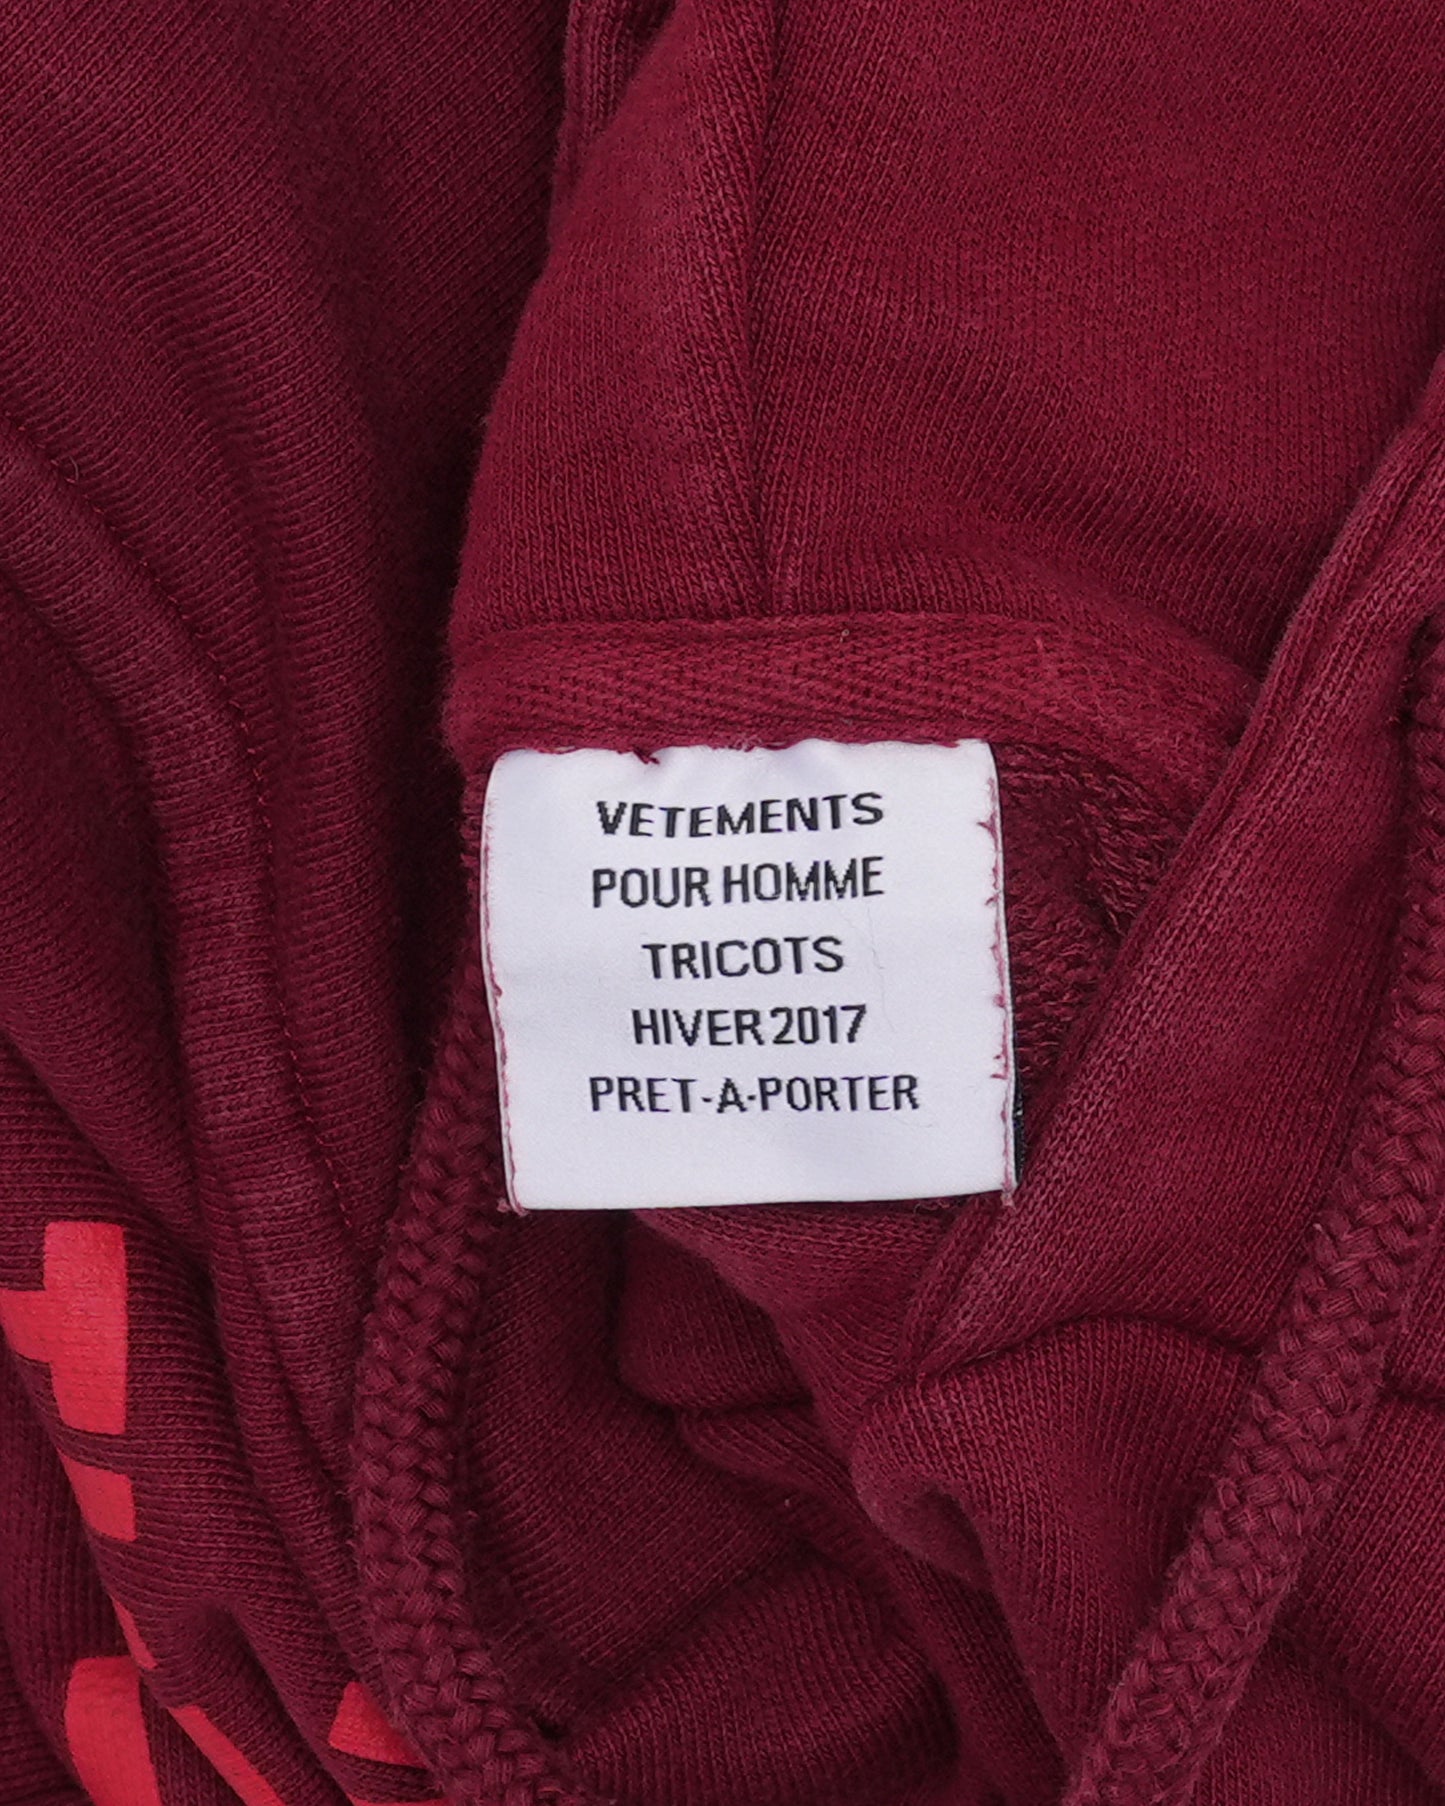 VETEMENTS
POUR HOMME
TRICOTS
HIVER 2017
PRET-A-PORTER